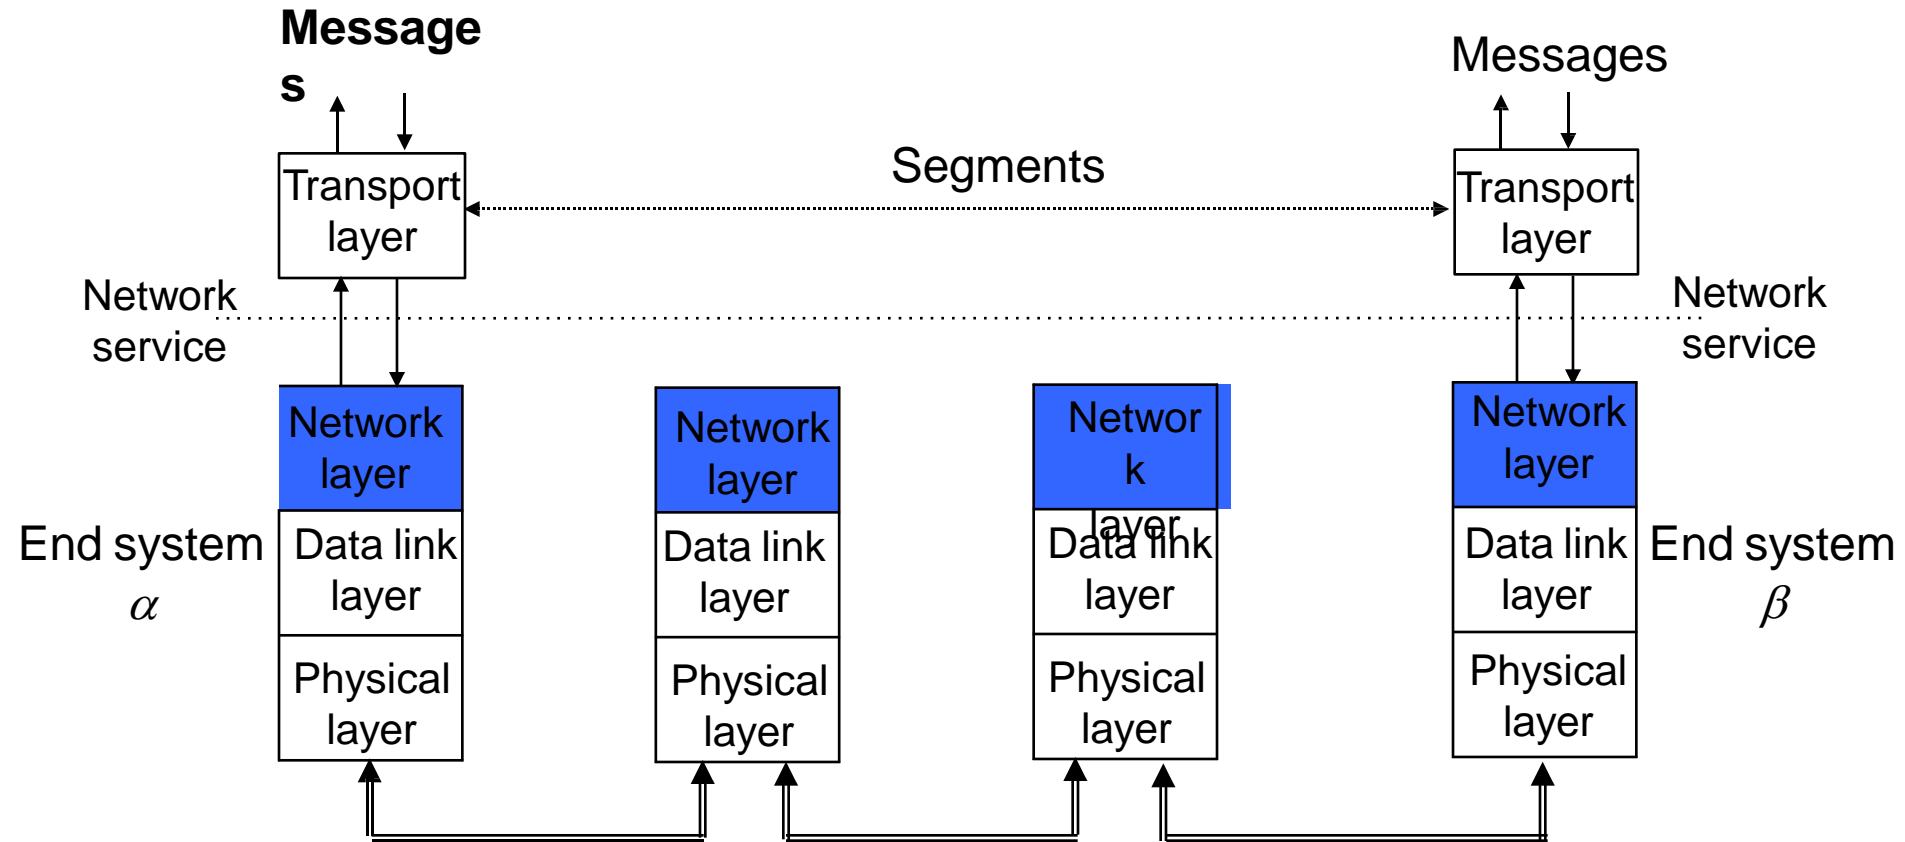 Message
s
Messages
Segments
Transport
layer
Transport
layer
Network
service
Network
service
Network
layer
Network
layer
Networ
k
layer
Network
layer
End system
α
Data link
layer
Data link
layer
Data link
layer
Data link
layer
End system
β
Physical
layer
Physical
layer
Physical
layer
Physical
layer